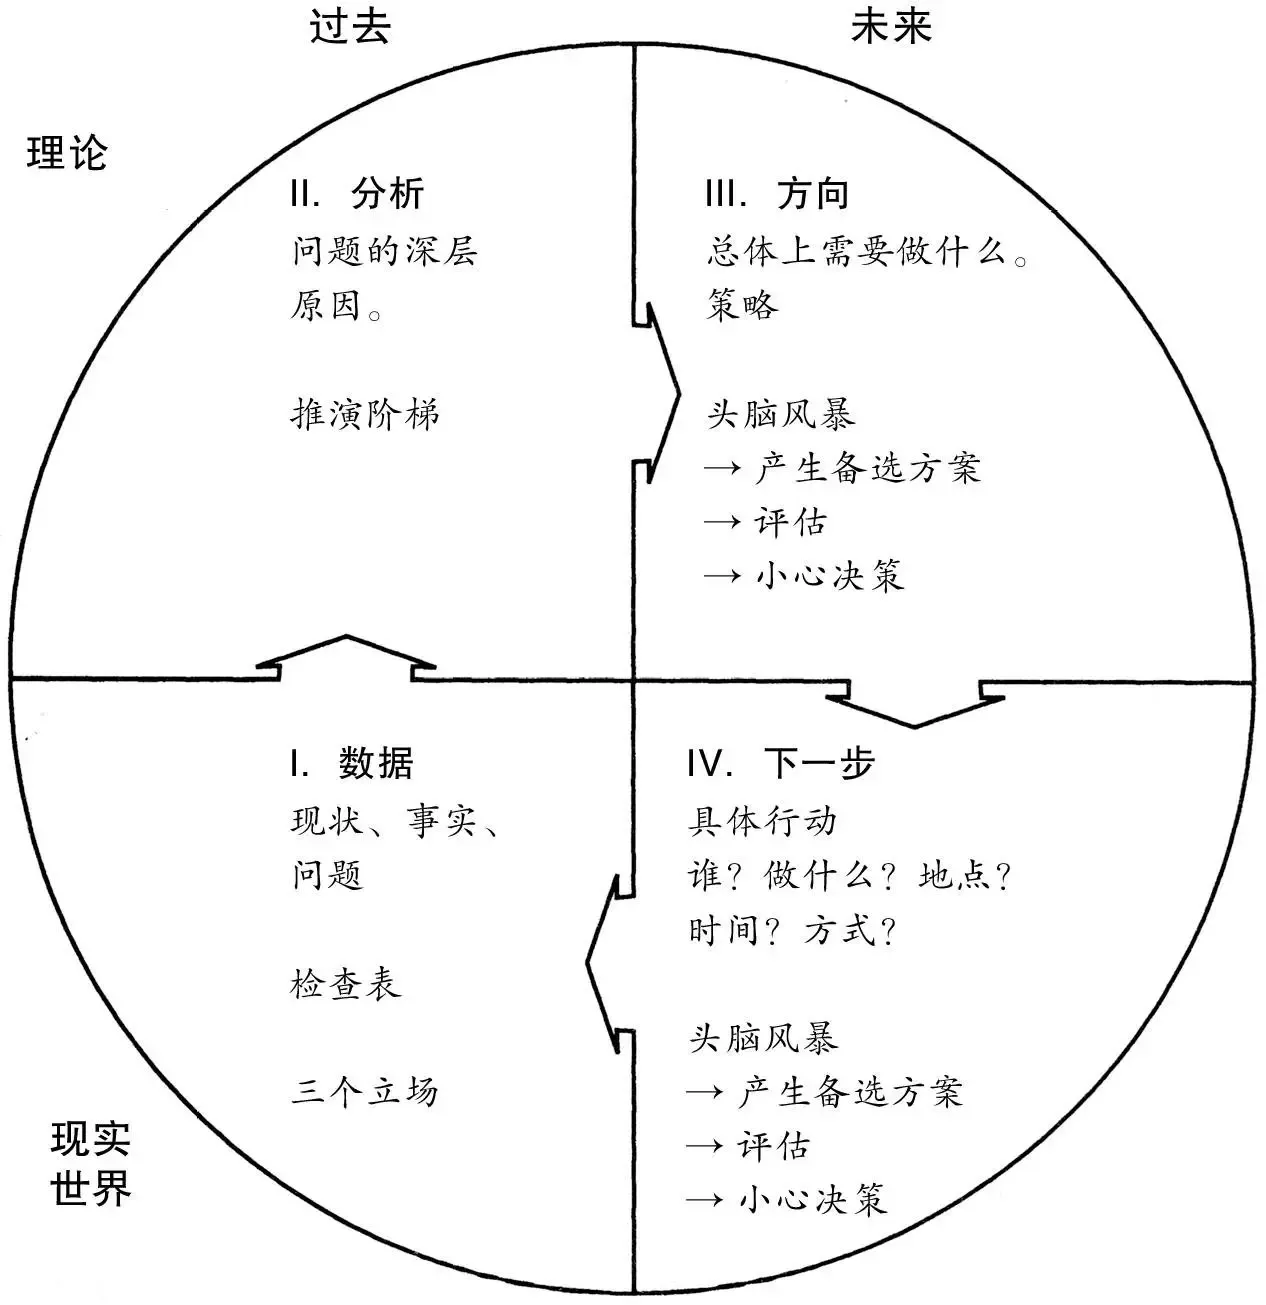 过去
未来
理论
II. 分析
问题的深层
原因。
推演阶梯
III. 方向
总体上需要做什么。
策略
头脑风暴
→ 产生备选方案
→ 评估
→ 小心决策
I. 数据
现状、事实、
问题
检查表
三个立场
IV. 下一步
具体行动
谁？做什么？地点？
时间？方式？
头脑风暴
→ 产生备选方案
→ 评估
→ 小心决策
现实
世界